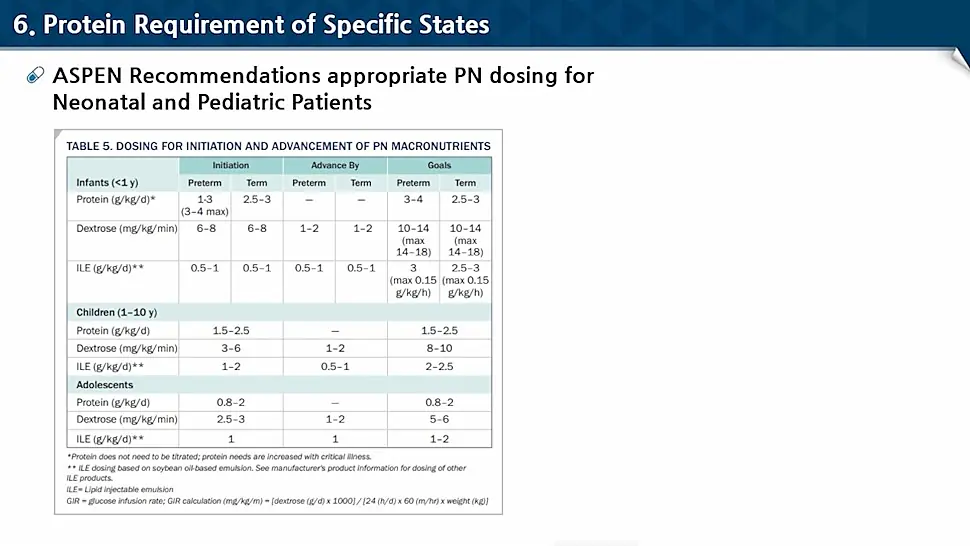 6. Protein Requirement of Specific States
ASPEN Recommendations appropriate PN dosing for
Neonatal and Pediatric Patients
TABLE 5. DOSING FOR INITIATION AND ADVANCEMENT OF PN MACRONUTRIENTS
Initiation Advance By Goals
Infants (<1 y) Preterm Term Preterm Term Preterm Term
Protein (g/kg/d)* 1-3 2.5–3 — — 3–4 2.5–3
(3–4 max)
Dextrose (mg/kg/min) 6–8 6–8 1–2 1–2 10–14 10–14
(max (max
14–18) 14–18)
ILE (g/kg/d)** 0.5–1 0.5–1 0.5–1 0.5–1 3 2.5–3
(max 0.15 (max 0.15
g/kg/h) g/kg/h)
Children (1–10 y)
Protein (g/kg/d) 1.5–2.5 — 1.5–2.5
Dextrose (mg/kg/min) 3–6 1–2 8–10
ILE (g/kg/d)** 1–2 0.5–1 2–2.5
Adolescents
Protein (g/kg/d) 0.8–2 — 0.8–2
Dextrose (mg/kg/min) 2.5–3 1–2 5–6
ILE (g/kg/d)** 1 1 1–2
*Protein does not need to be titrated; protein needs are increased with critical illness.
** ILE dosing based on soybean oil-based emulsion. See manufacturer's product information for dosing of other
ILE products.
ILE= Lipid injectable emulsion
GIR = glucose infusion rate; GIR calculation (mg/kg/m) = [dextrose (g/d) x 1000] / [24 (h/d) x 60 (m/hr) x weight (kg)]